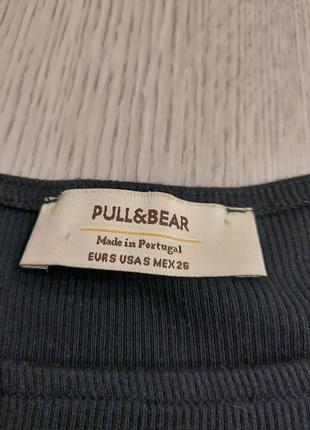 PULL&BEAR
Made in Portugal
EUR S USA S MEX 26